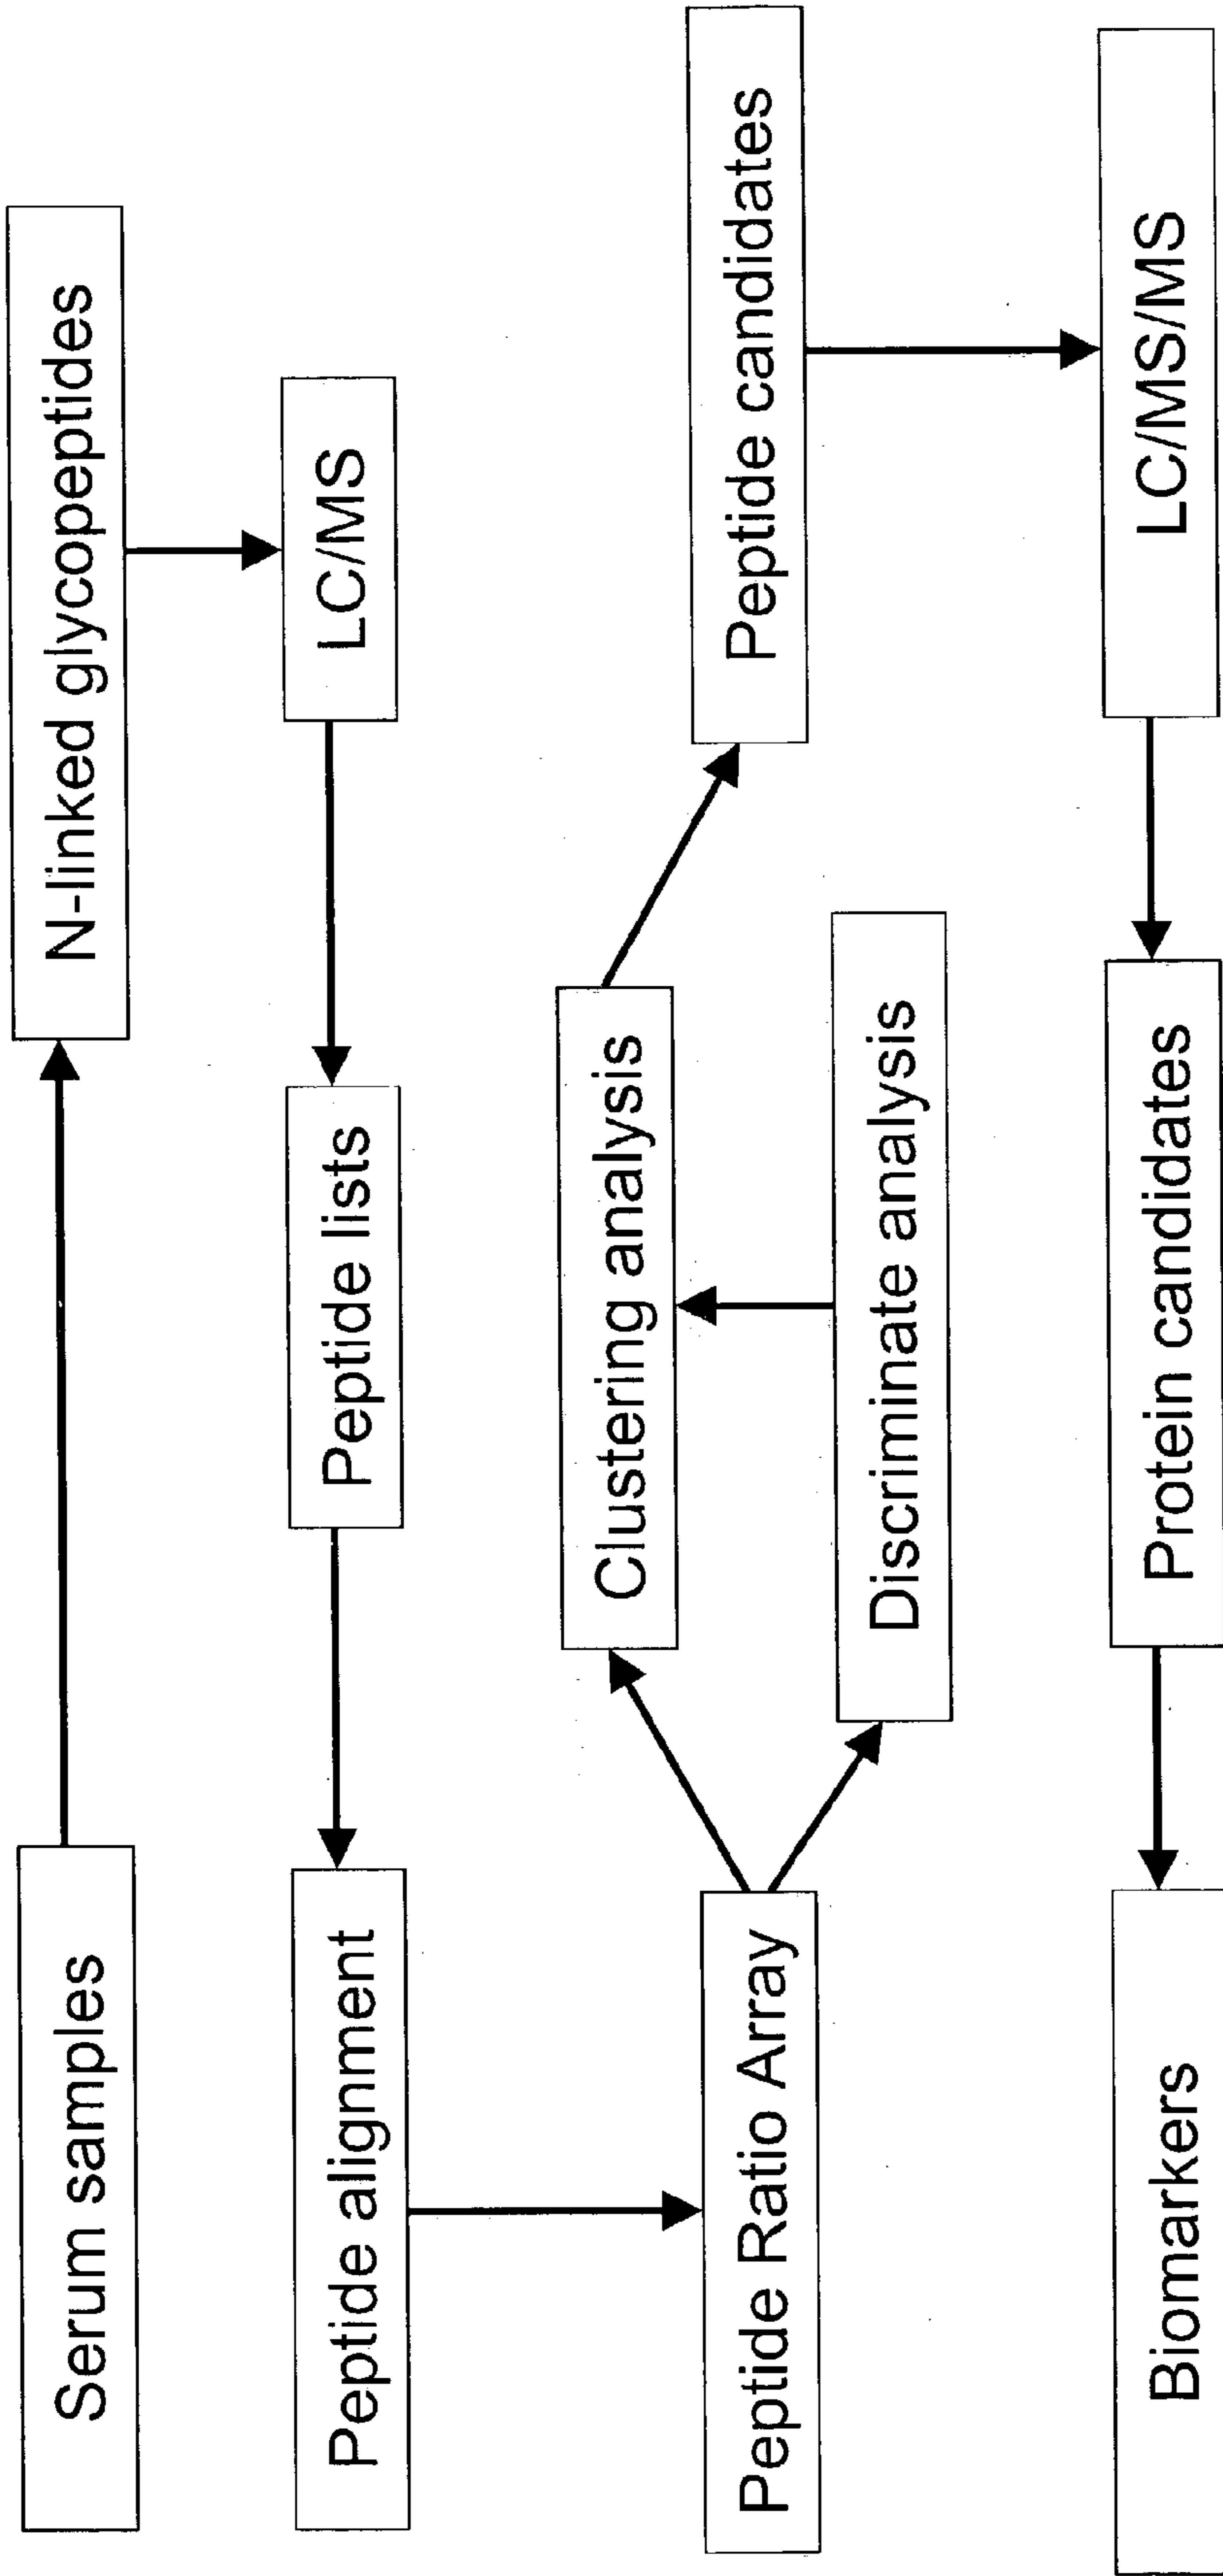 Serum samples
N-linked glycopeptides
LC/MS
Peptide lists
Peptide alignment
Peptide Ratio Array
Clustering analysis
Discriminate analysis
Peptide candidates
LC/MS/MS
Protein candidates
Biomarkers